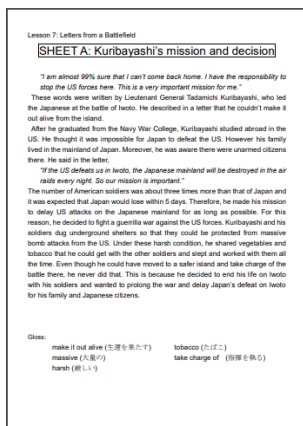 Lesson 7: Letters from a Battlefield
SHEET A: Kuribayashi's mission and decision
"I am almost 99% sure that I can't come back home. I have the responsibility to
stop the US forces here. This is a very important mission for me."
These words were written by Lieutenant General Tadamichi Kuribayashi, who led
the Japanese at the battle of Iwoto. He described in a letter that he couldn't make it
out alive from the island.
After he graduated from the Navy War College, Kuribayashi studied abroad in the
US. He thought it was impossible for Japan to defeat the US. However his family
lived in the mainland of Japan. Moreover, he was aware there were unarmed citizens
there. He said in the letter,
"If the US defeats us in Iwoto, the Japanese mainland will be destroyed in the air
raids every night. So our mission is important."
The number of American soldiers was about three times more than that of Japan and
it was expected that Japan would lose within 5 days. Therefore, he made his mission
to delay US attacks on the Japanese mainland for as long as possible. For this
reason, he decided to fight a guerrilla war against the US forces. Kuribayashi and his
soldiers dug underground shelters so that they could be protected from massive
bomb attacks from the US. Under these harsh condition, he shared vegetables and
tobacco that he could get with the other soldiers and slept and worked with them all
the time. Even though he could have moved to a safer island and take charge of the
battle there, he never did that. This is because he decided to end his life on Iwoto
with his soldiers and wanted to prolong the war and delay Japan's defeat on Iwoto
for his family and Japanese citizens.
Gloss:
make it out alive (生還を果たす) tobacco (たばこ)
massive (大量の) take charge of (指揮を執る)
harsh (厳しい)